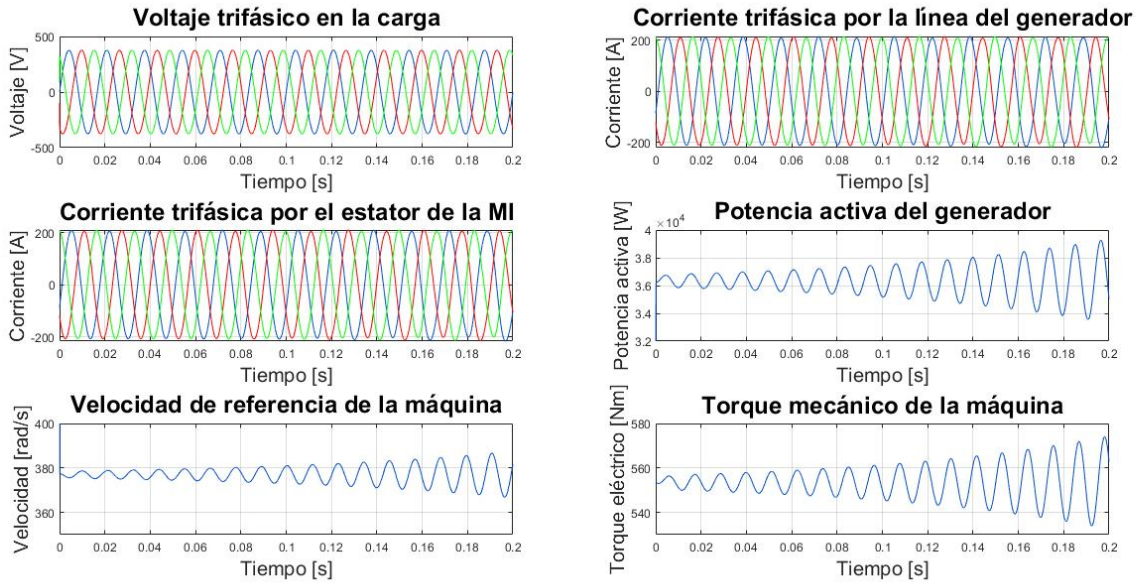 Voltaje trifásico en la carga
Voltaje [V]
500
0
-500
0 0.02 0.04 0.06 0.08 0.1 0.12 0.14 0.16 0.18 0.2
Tiempo [s]
Corriente trifásica por la línea del generador
Corriente [A]
200
0
-200
0 0.02 0.04 0.06 0.08 0.1 0.12 0.14 0.16 0.18 0.2
Tiempo [s]
Corriente trifásica por el estator de la MI
Corriente [A]
200
0
-200
0 0.02 0.04 0.06 0.08 0.1 0.12 0.14 0.16 0.18 0.2
Tiempo [s]
Potencia activa del generador
Potencia activa [W]
×10⁴
4
3.8
3.6
3.4
3.2
0 0.02 0.04 0.06 0.08 0.1 0.12 0.14 0.16 0.18 0.2
Tiempo [s]
Velocidad de referencia de la máquina
Velocidad [rad/s]
400
380
360
0 0.02 0.04 0.06 0.08 0.1 0.12 0.14 0.16 0.18 0.2
Tiempo [s]
Torque mecánico de la máquina
Torque eléctrico [Nm]
580
560
540
0 0.02 0.04 0.06 0.08 0.1 0.12 0.14 0.16 0.18 0.2
Tiempo [s]